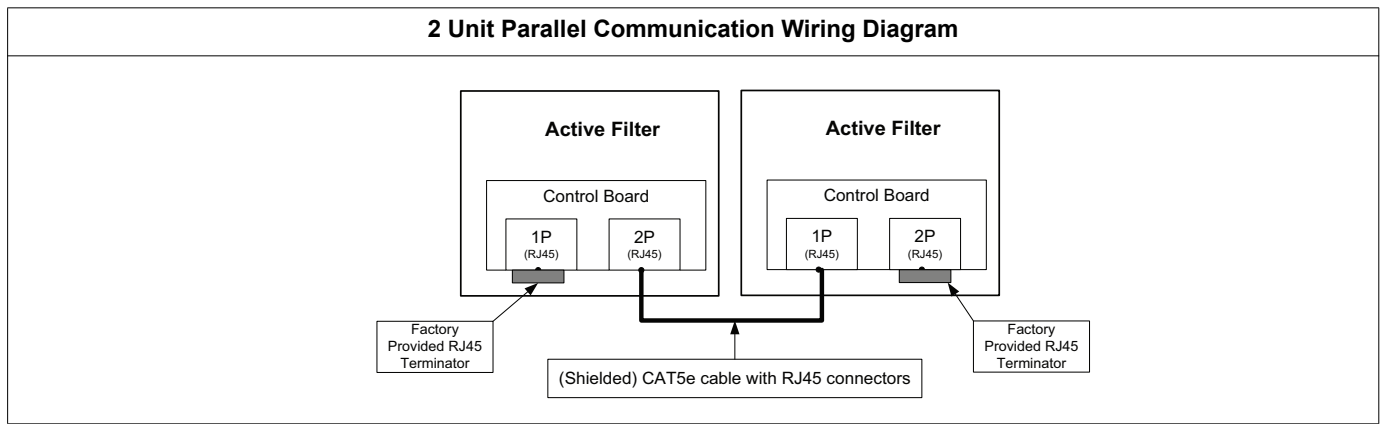 2 Unit Parallel Communication Wiring Diagram
Active Filter
Control Board
1P
(RJ45)
2P
(RJ45)
Factory
Provided RJ45
Terminator
Active Filter
Control Board
1P
(RJ45)
2P
(RJ45)
Factory
Provided RJ45
Terminator
(Shielded) CAT5e cable with RJ45 connectors